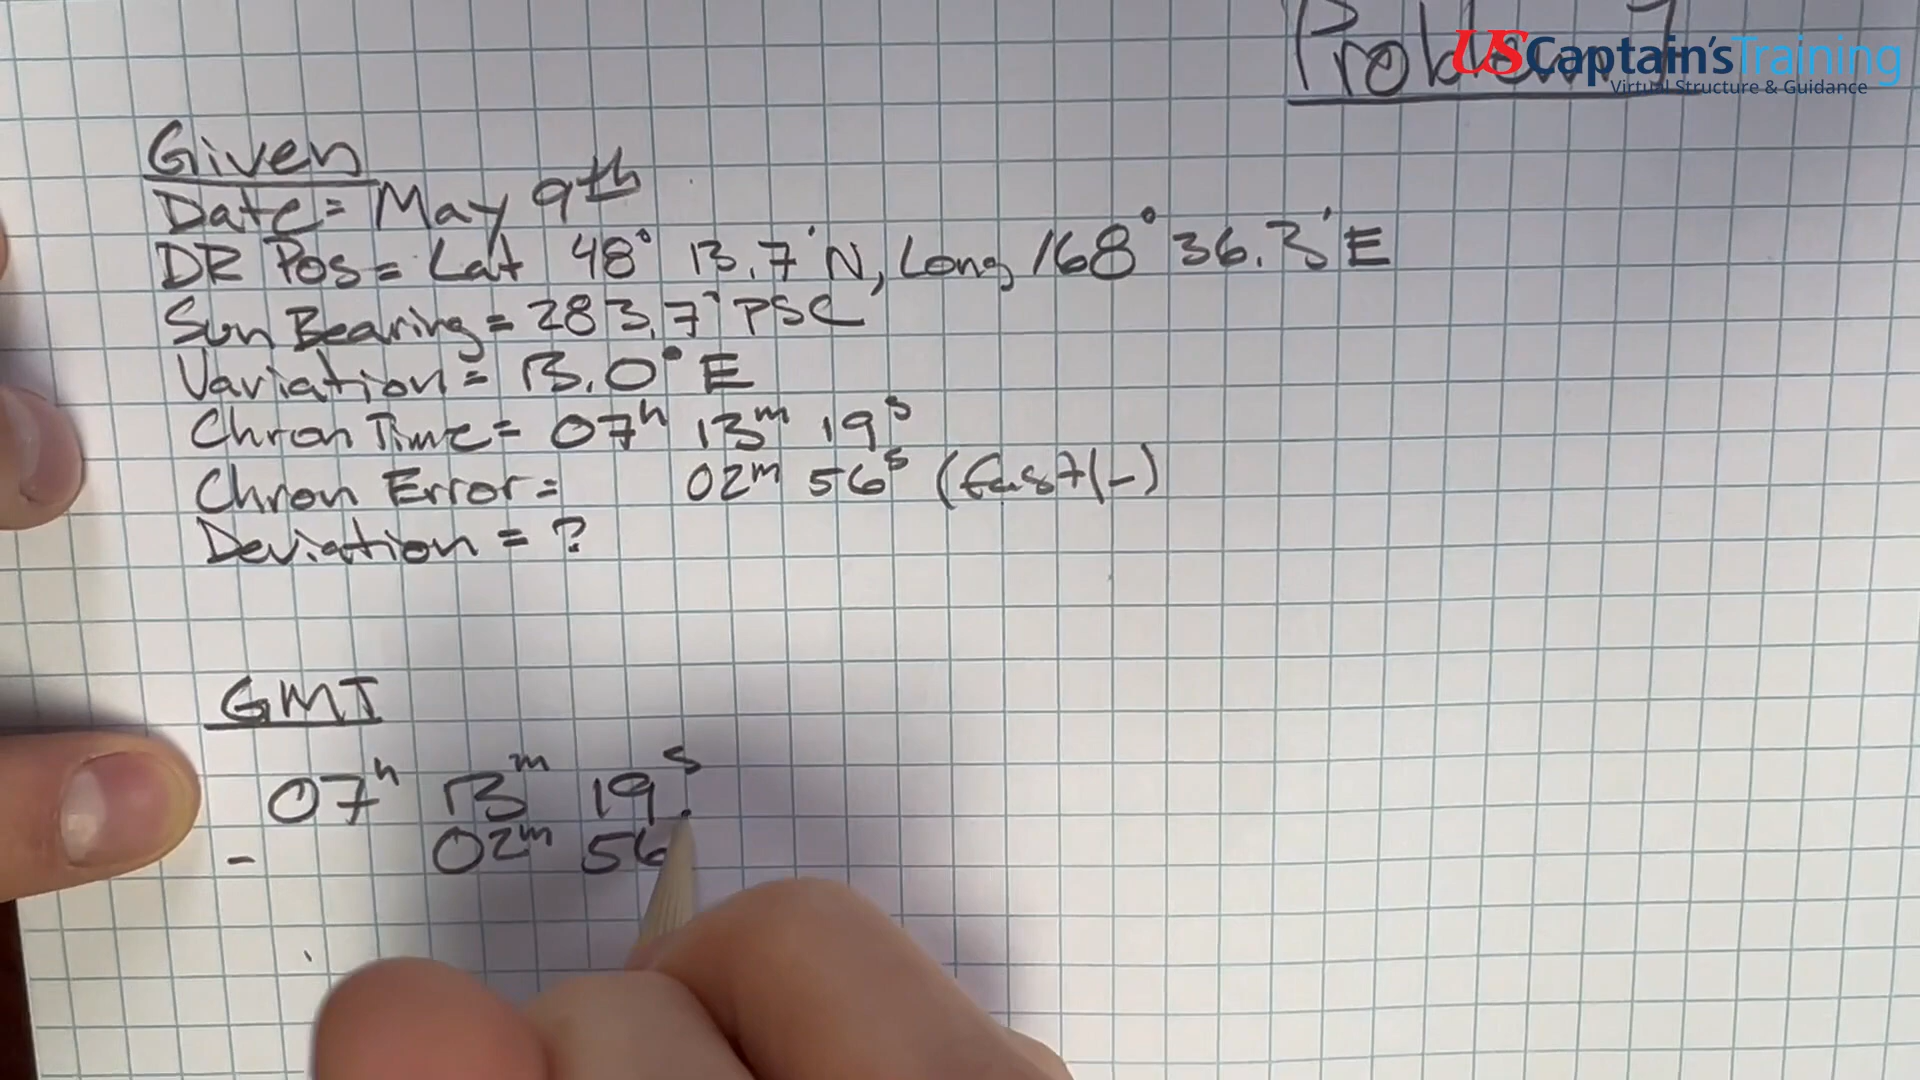 Problem 7
USCaptain'sTraining
Virtual Structure & Guidance
Given
Date = May 9th
DR Pos = Lat 48° 13.7' N, Long 168° 36.3' E
Sun Bearing = 283.7° PSC
Variation = 13.0° E
Chron Time = 07h 13m 19s
Chron Error = 02m 56s (fast/-)
Deviation = ?
GMT
07h 13m 19s
- 02m 56